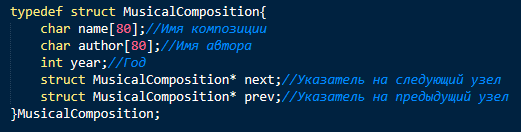 typedef struct MusicalComposition{
    char name[80];//Имя композиции
    char author[80];//Имя автора
    int year;//Год
    struct MusicalComposition* next;//Указатель на следующий узел
    struct MusicalComposition* prev;//Указатель на предыдущий узел
}MusicalComposition;